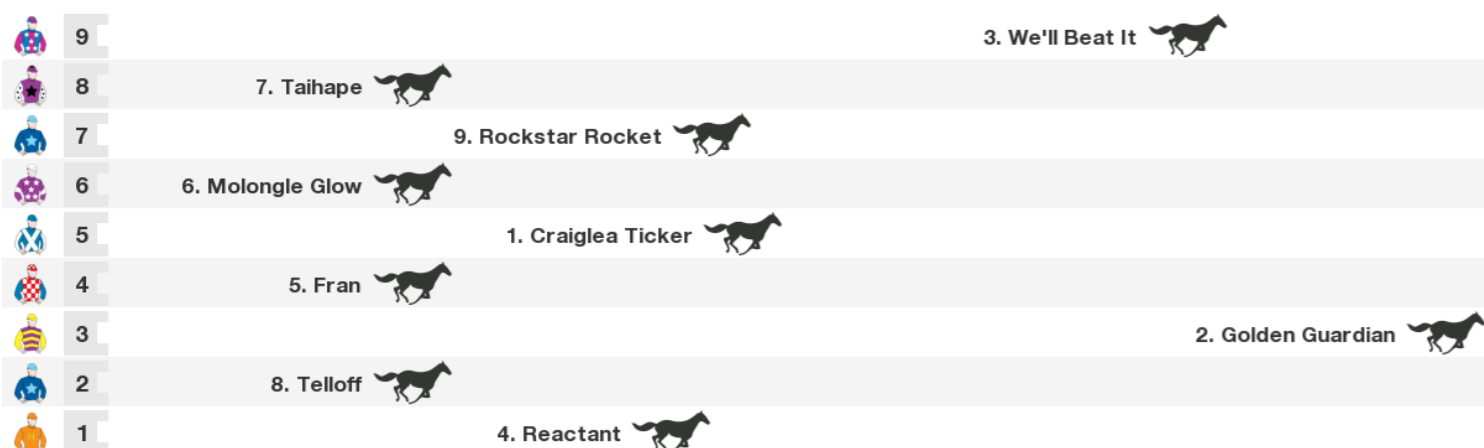 9 3. We'll Beat It
8 7. Taihape
7 9. Rockstar Rocket
6 6. Molongle Glow
5 1. Craiglea Ticker
4 5. Fran
3 2. Golden Guardian
2 8. Telloff
1 4. Reactant